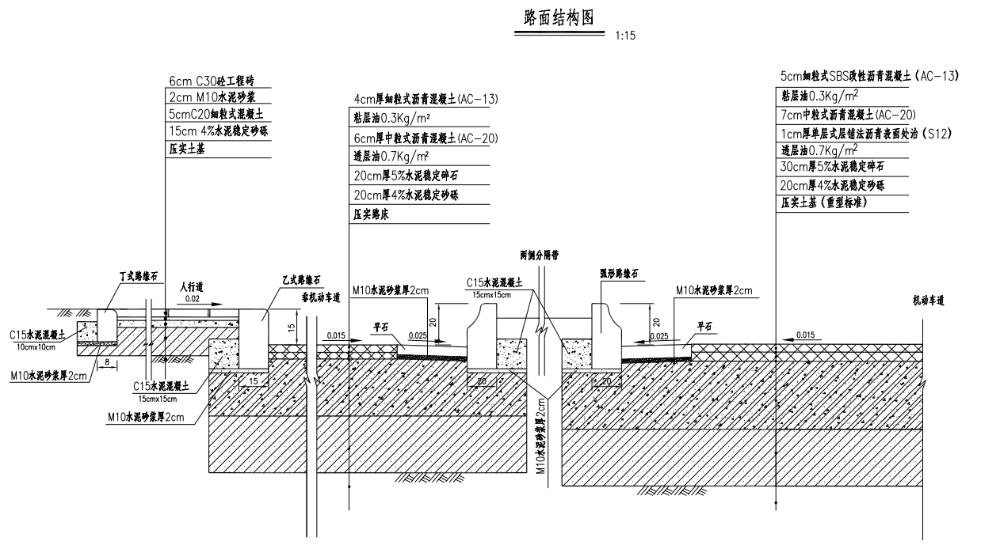 路面结构图
1:15
6cm C30砼工程砖
2cm M10水泥砂浆
5cmC20细粒式混凝土
15cm 4%水泥稳定砂砾
压实土基
4cm厚细粒式沥青混凝土(AC-13)
粘层油0.3Kg/m²
6cm厚中粒式沥青混凝土(AC-20)
透层油0.7Kg/m²
20cm厚5%水泥稳定碎石
20cm厚4%水泥稳定砂砾
压实路床
5cm细粒式SBS改性沥青混凝土(AC-13)
粘层油0.3Kg/m²
7cm中粒式沥青混凝土(AC-20)
1cm厚单层式层铺法沥青表面处治(S12)
透层油0.7Kg/m²
30cm厚5%水泥稳定碎石
20cm厚4%水泥稳定砂砾
压实土基(重型标准)
丁式路缘石
人行道
0.02
乙式路缘石
非机动车道
M10水泥砂浆厚2cm
两侧分隔带
C15水泥混凝土
15cmx15cm
弧形路缘石
M10水泥砂浆厚2cm
机动车道
C15水泥混凝土
10cmx10cm
15
0.015
平石
0.025
20
20
0.025
平石
0.015
M10水泥砂浆厚2cm
8
C15水泥混凝土
15cmx15cm
15
20
20
M10水泥砂浆厚2cm
M10水泥砂浆厚2cm